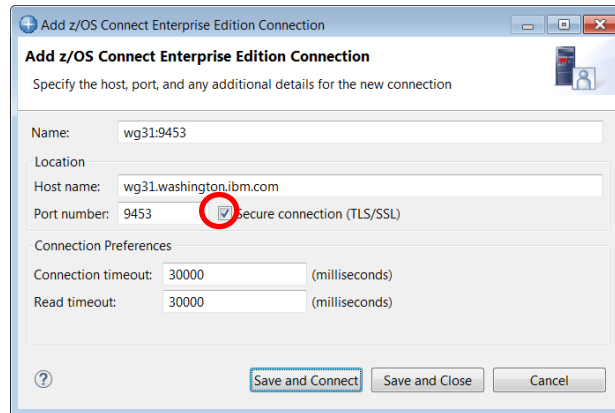 Add z/OS Connect Enterprise Edition Connection
Add z/OS Connect Enterprise Edition Connection
Specify the host, port, and any additional details for the new connection
Name: wg31:9453
Location
Host name: wg31.washington.ibm.com
Port number: 9453 Secure connection (TLS/SSL)
Connection Preferences
Connection timeout: 30000 (milliseconds)
Read timeout: 30000 (milliseconds)
? Save and Connect Save and Close Cancel